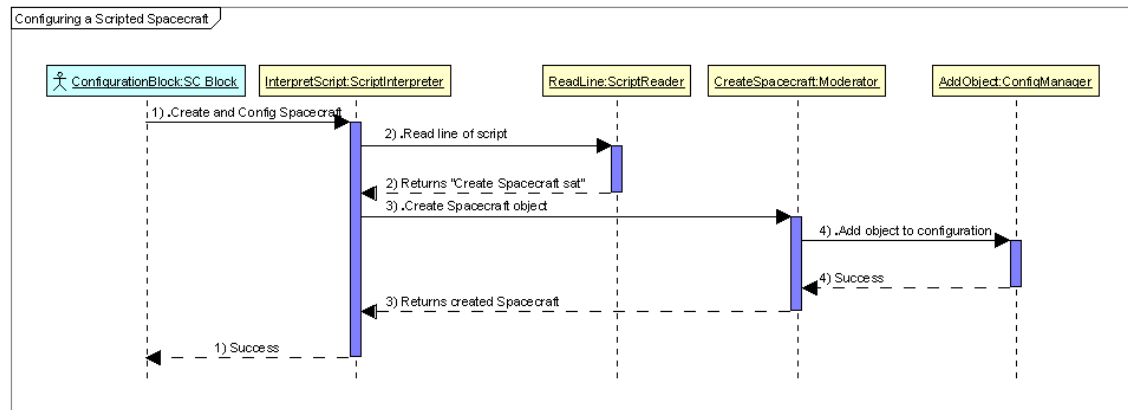 Configuring a Scripted Spacecraft
ConfigurationBlock:SC Block
InterpretScript:ScriptInterpreter
ReadLine:ScriptReader
CreateSpacecraft:Moderator
AddObject:ConfigManager
1) .Create and Config Spacecraft
2) .Read line of script
2) Returns "Create Spacecraft sat"
3) .Create Spacecraft object
4) .Add object to configuration
4) Success
3) Returns created Spacecraft
1) Success